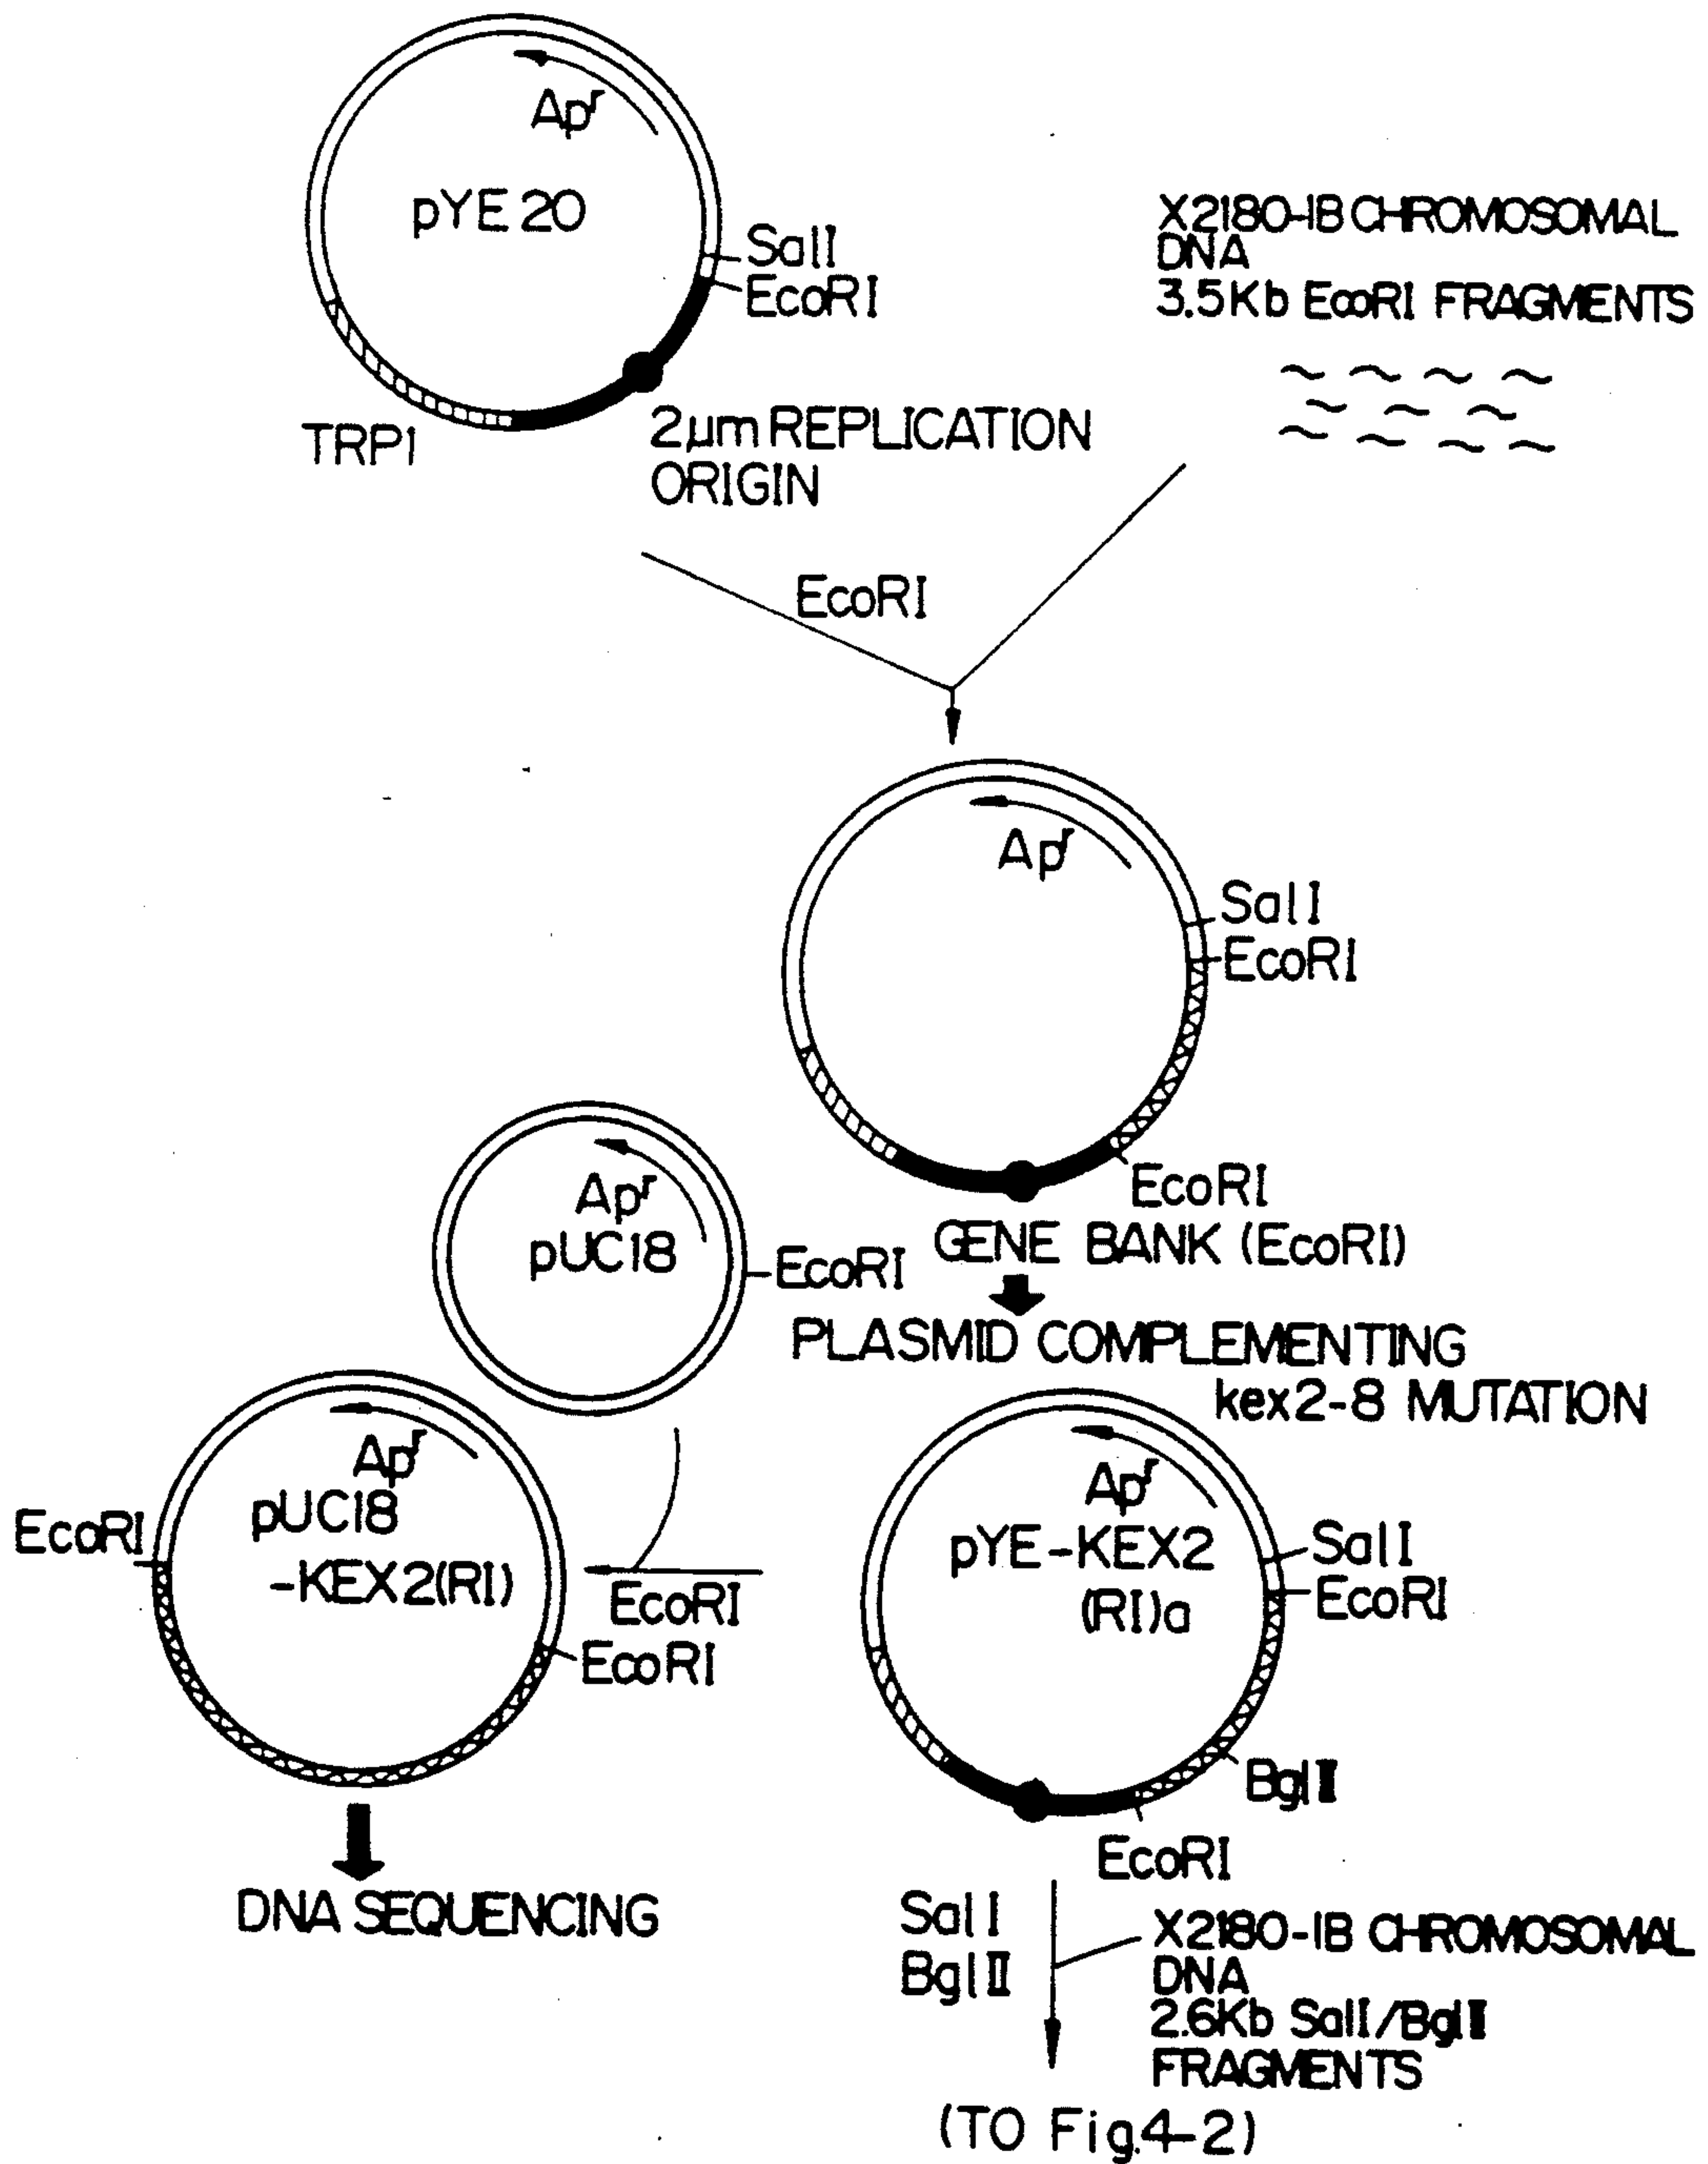 Apr
pYE 20
SalI
EcoRI
TRP1
2µm REPLICATION
ORIGIN
X2180-1B CHROMOSOMAL
DNA
3.5Kb EcoRI FRAGMENTS
EcoRI
Apr
SalI
EcoRI
EcoRI
GENE BANK (EcoRI)
Apr
pUC18
EcoRI
PLASMID COMPLEMENTING
kex2-8 MUTATION
Apr
pUC18
-KEX2(RI)
EcoRI
EcoRI
EcoRI
DNA SEQUENCING
Apr
pYE-KEX2
(RI)a
SalI
EcoRI
BglII
EcoRI
SalI
BglII
X2180-1B CHROMOSOMAL
DNA
2.6Kb SalI/BglII
FRAGMENTS
(TO Fig.4-2)